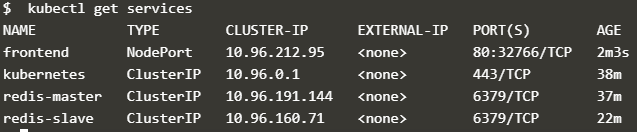 $ kubectl get services
NAME TYPE CLUSTER-IP EXTERNAL-IP PORT(S) AGE
frontend NodePort 10.96.212.95 <none> 80:32766/TCP 2m3s
kubernetes ClusterIP 10.96.0.1 <none> 443/TCP 38m
redis-master ClusterIP 10.96.191.144 <none> 6379/TCP 37m
redis-slave ClusterIP 10.96.160.71 <none> 6379/TCP 22m